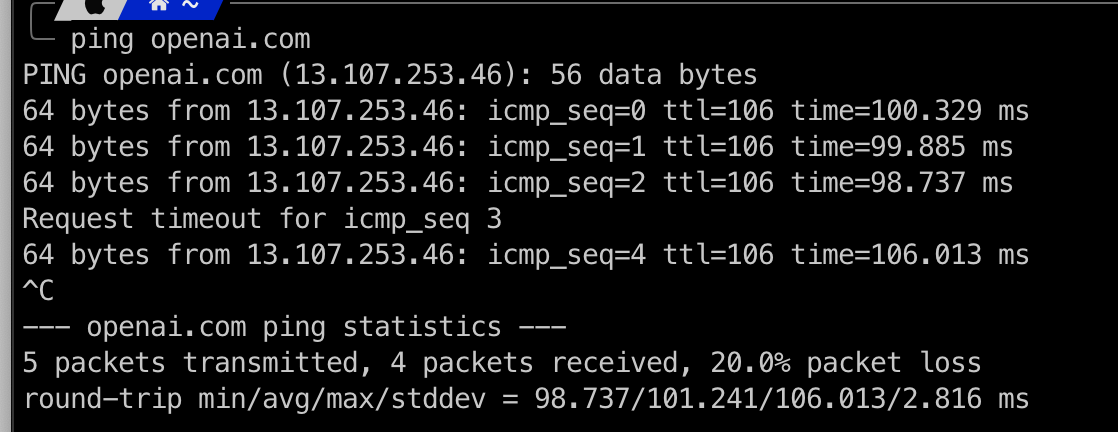 ~
ping openai.com
PING openai.com (13.107.253.46): 56 data bytes
64 bytes from 13.107.253.46: icmp_seq=0 ttl=106 time=100.329 ms
64 bytes from 13.107.253.46: icmp_seq=1 ttl=106 time=99.885 ms
64 bytes from 13.107.253.46: icmp_seq=2 ttl=106 time=98.737 ms
Request timeout for icmp_seq 3
64 bytes from 13.107.253.46: icmp_seq=4 ttl=106 time=106.013 ms
^C
--- openai.com ping statistics ---
5 packets transmitted, 4 packets received, 20.0% packet loss
round-trip min/avg/max/stddev = 98.737/101.241/106.013/2.816 ms